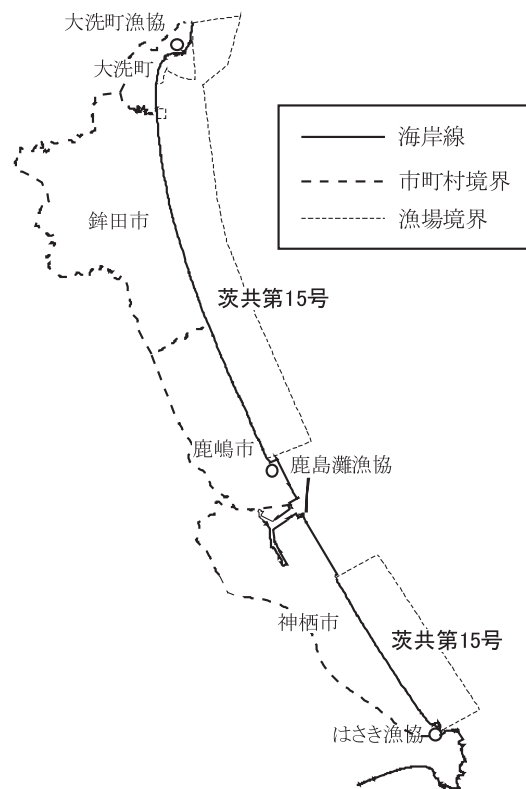 大洗町漁協
大洗町
海岸線
市町村境界
漁場境界
鉾田市
茨共第15号
鹿嶋市
鹿島灘漁協
神栖市
茨共第15号
はさき漁協